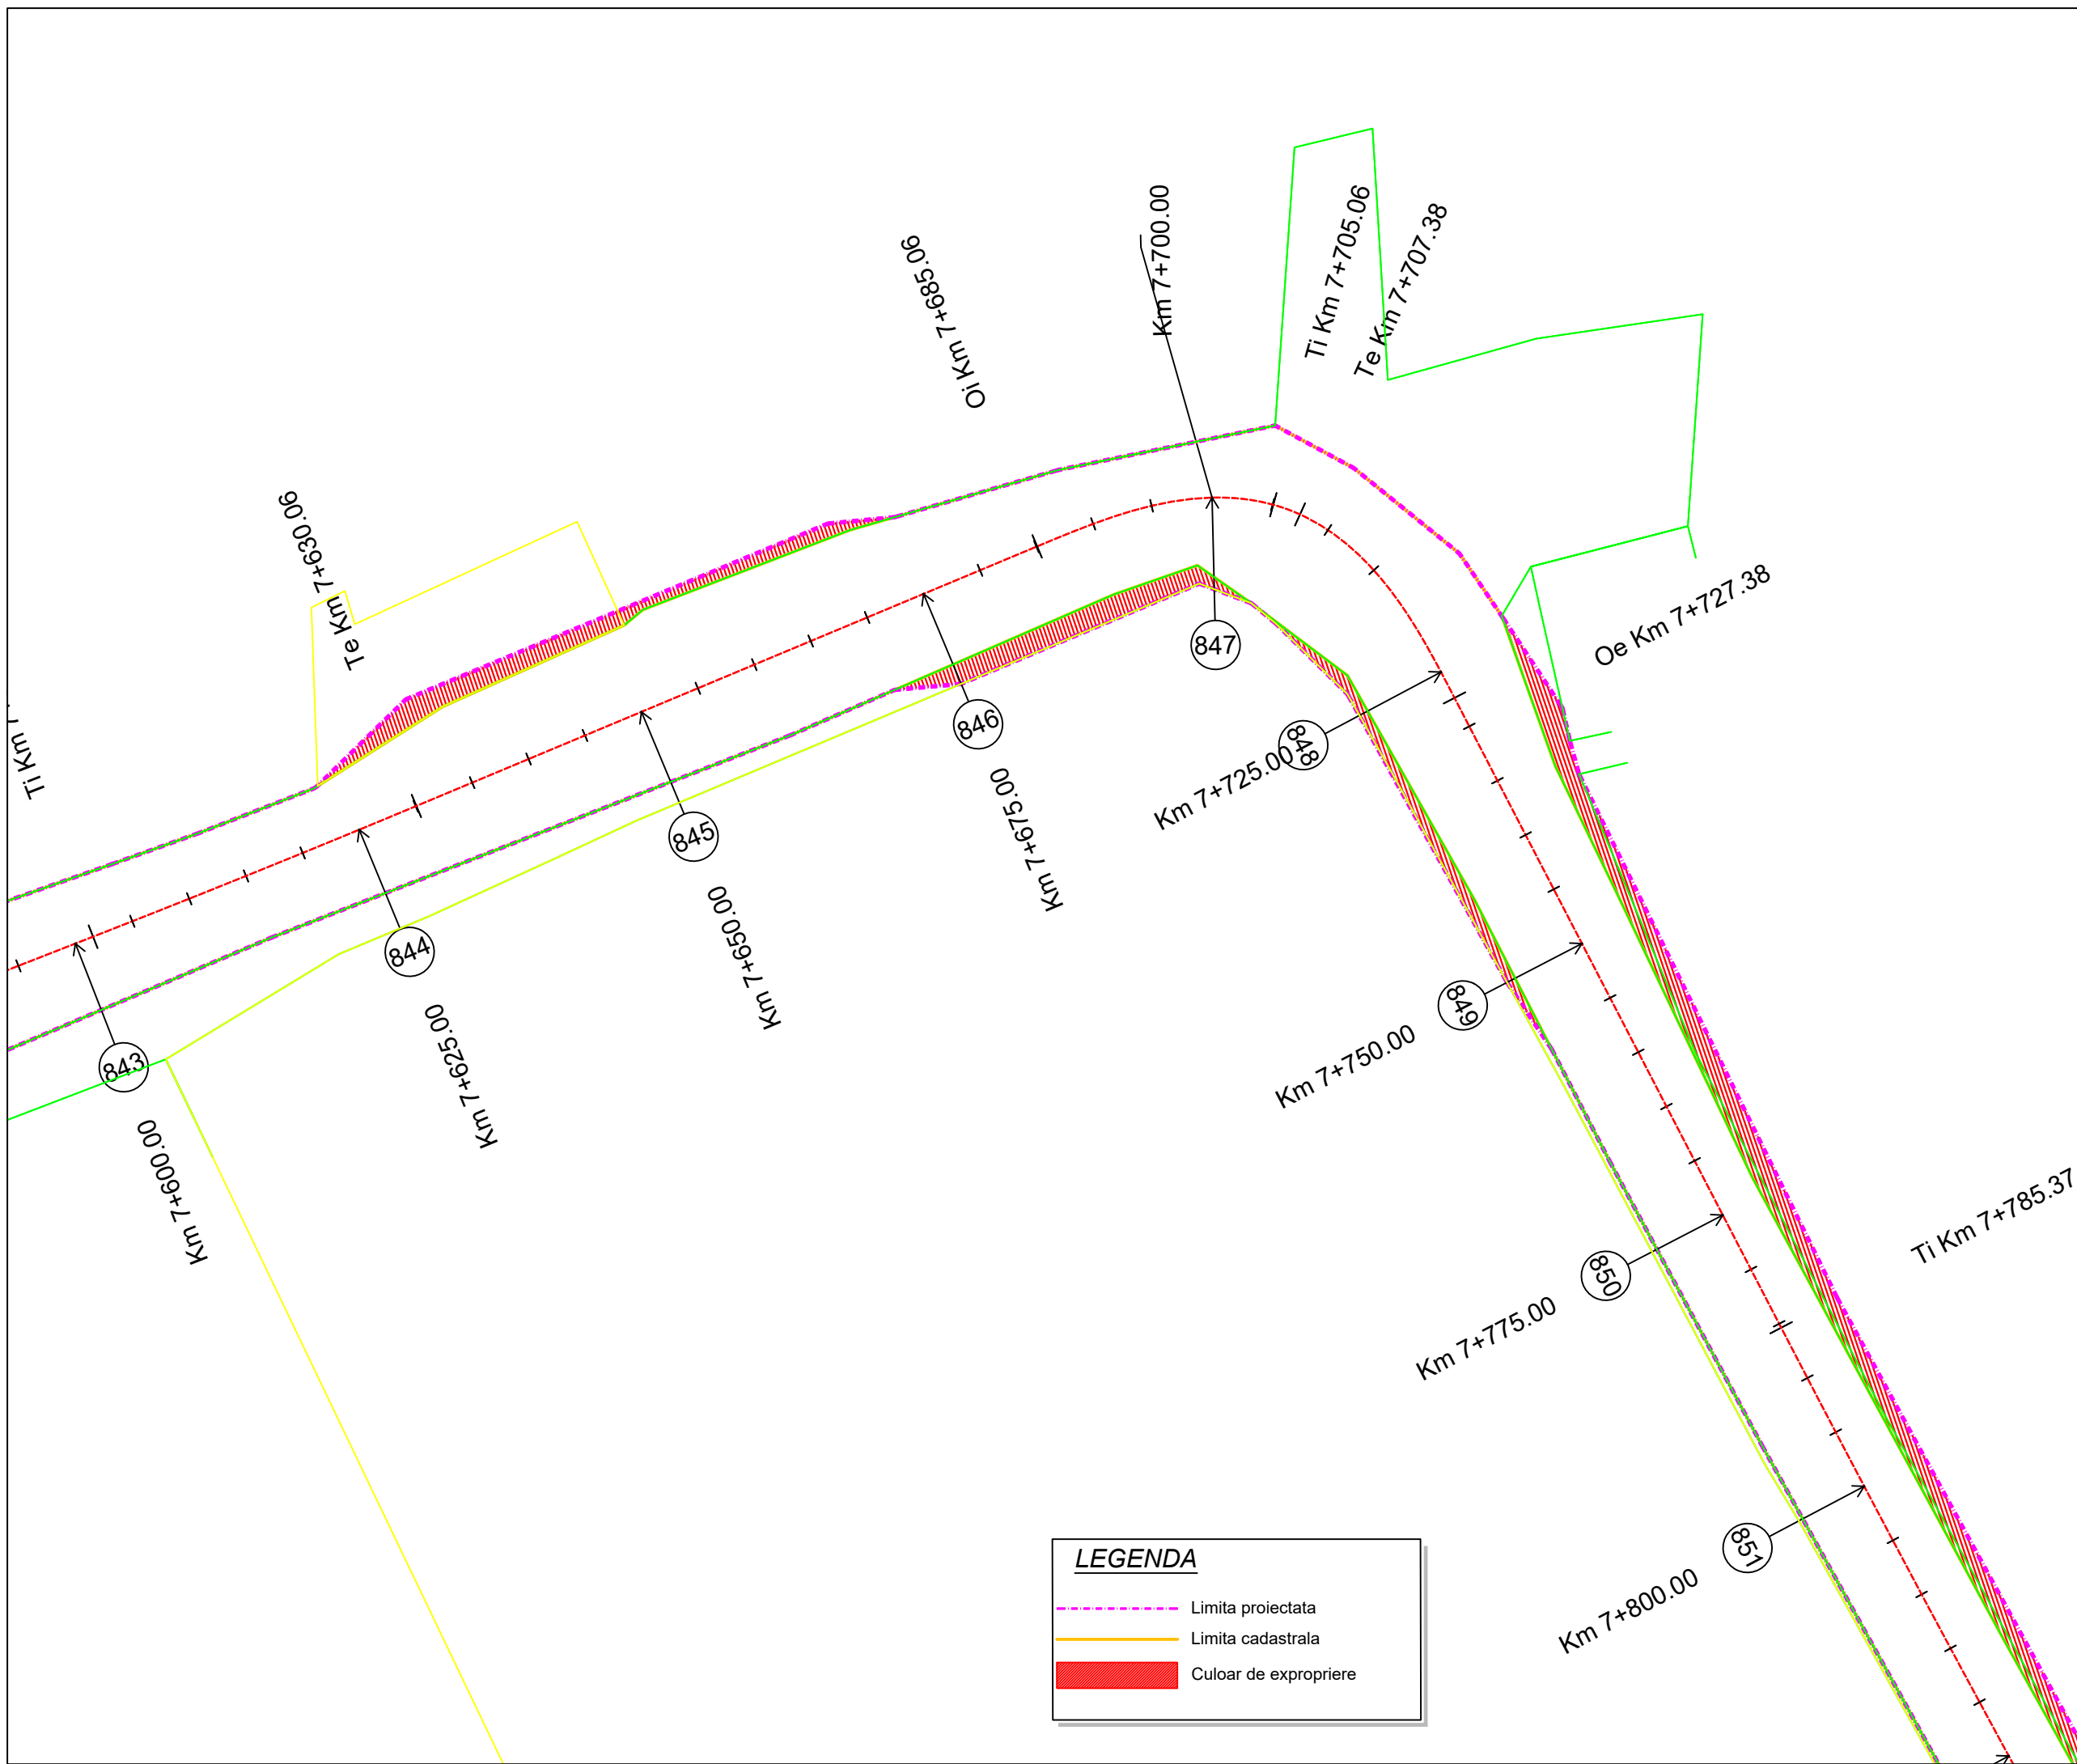 Km 7+700.00
Ti Km 7+705.06
Te Km 7+707.38
Oi Km 7+685.06
Te Km 7+630.06
Oe Km 7+727.38
Ti Km 7
847
846
848
Km 7+725.00
845
Km 7+675.00
844
Km 7+650.00
849
843
Km 7+625.00
Km 7+750.00
Km 7+600.00
Ti Km 7+785.37
850
Km 7+775.00
851
Km 7+800.00
LEGENDA
Limita proiectata
Limita cadastrala
Culoar de expropriere